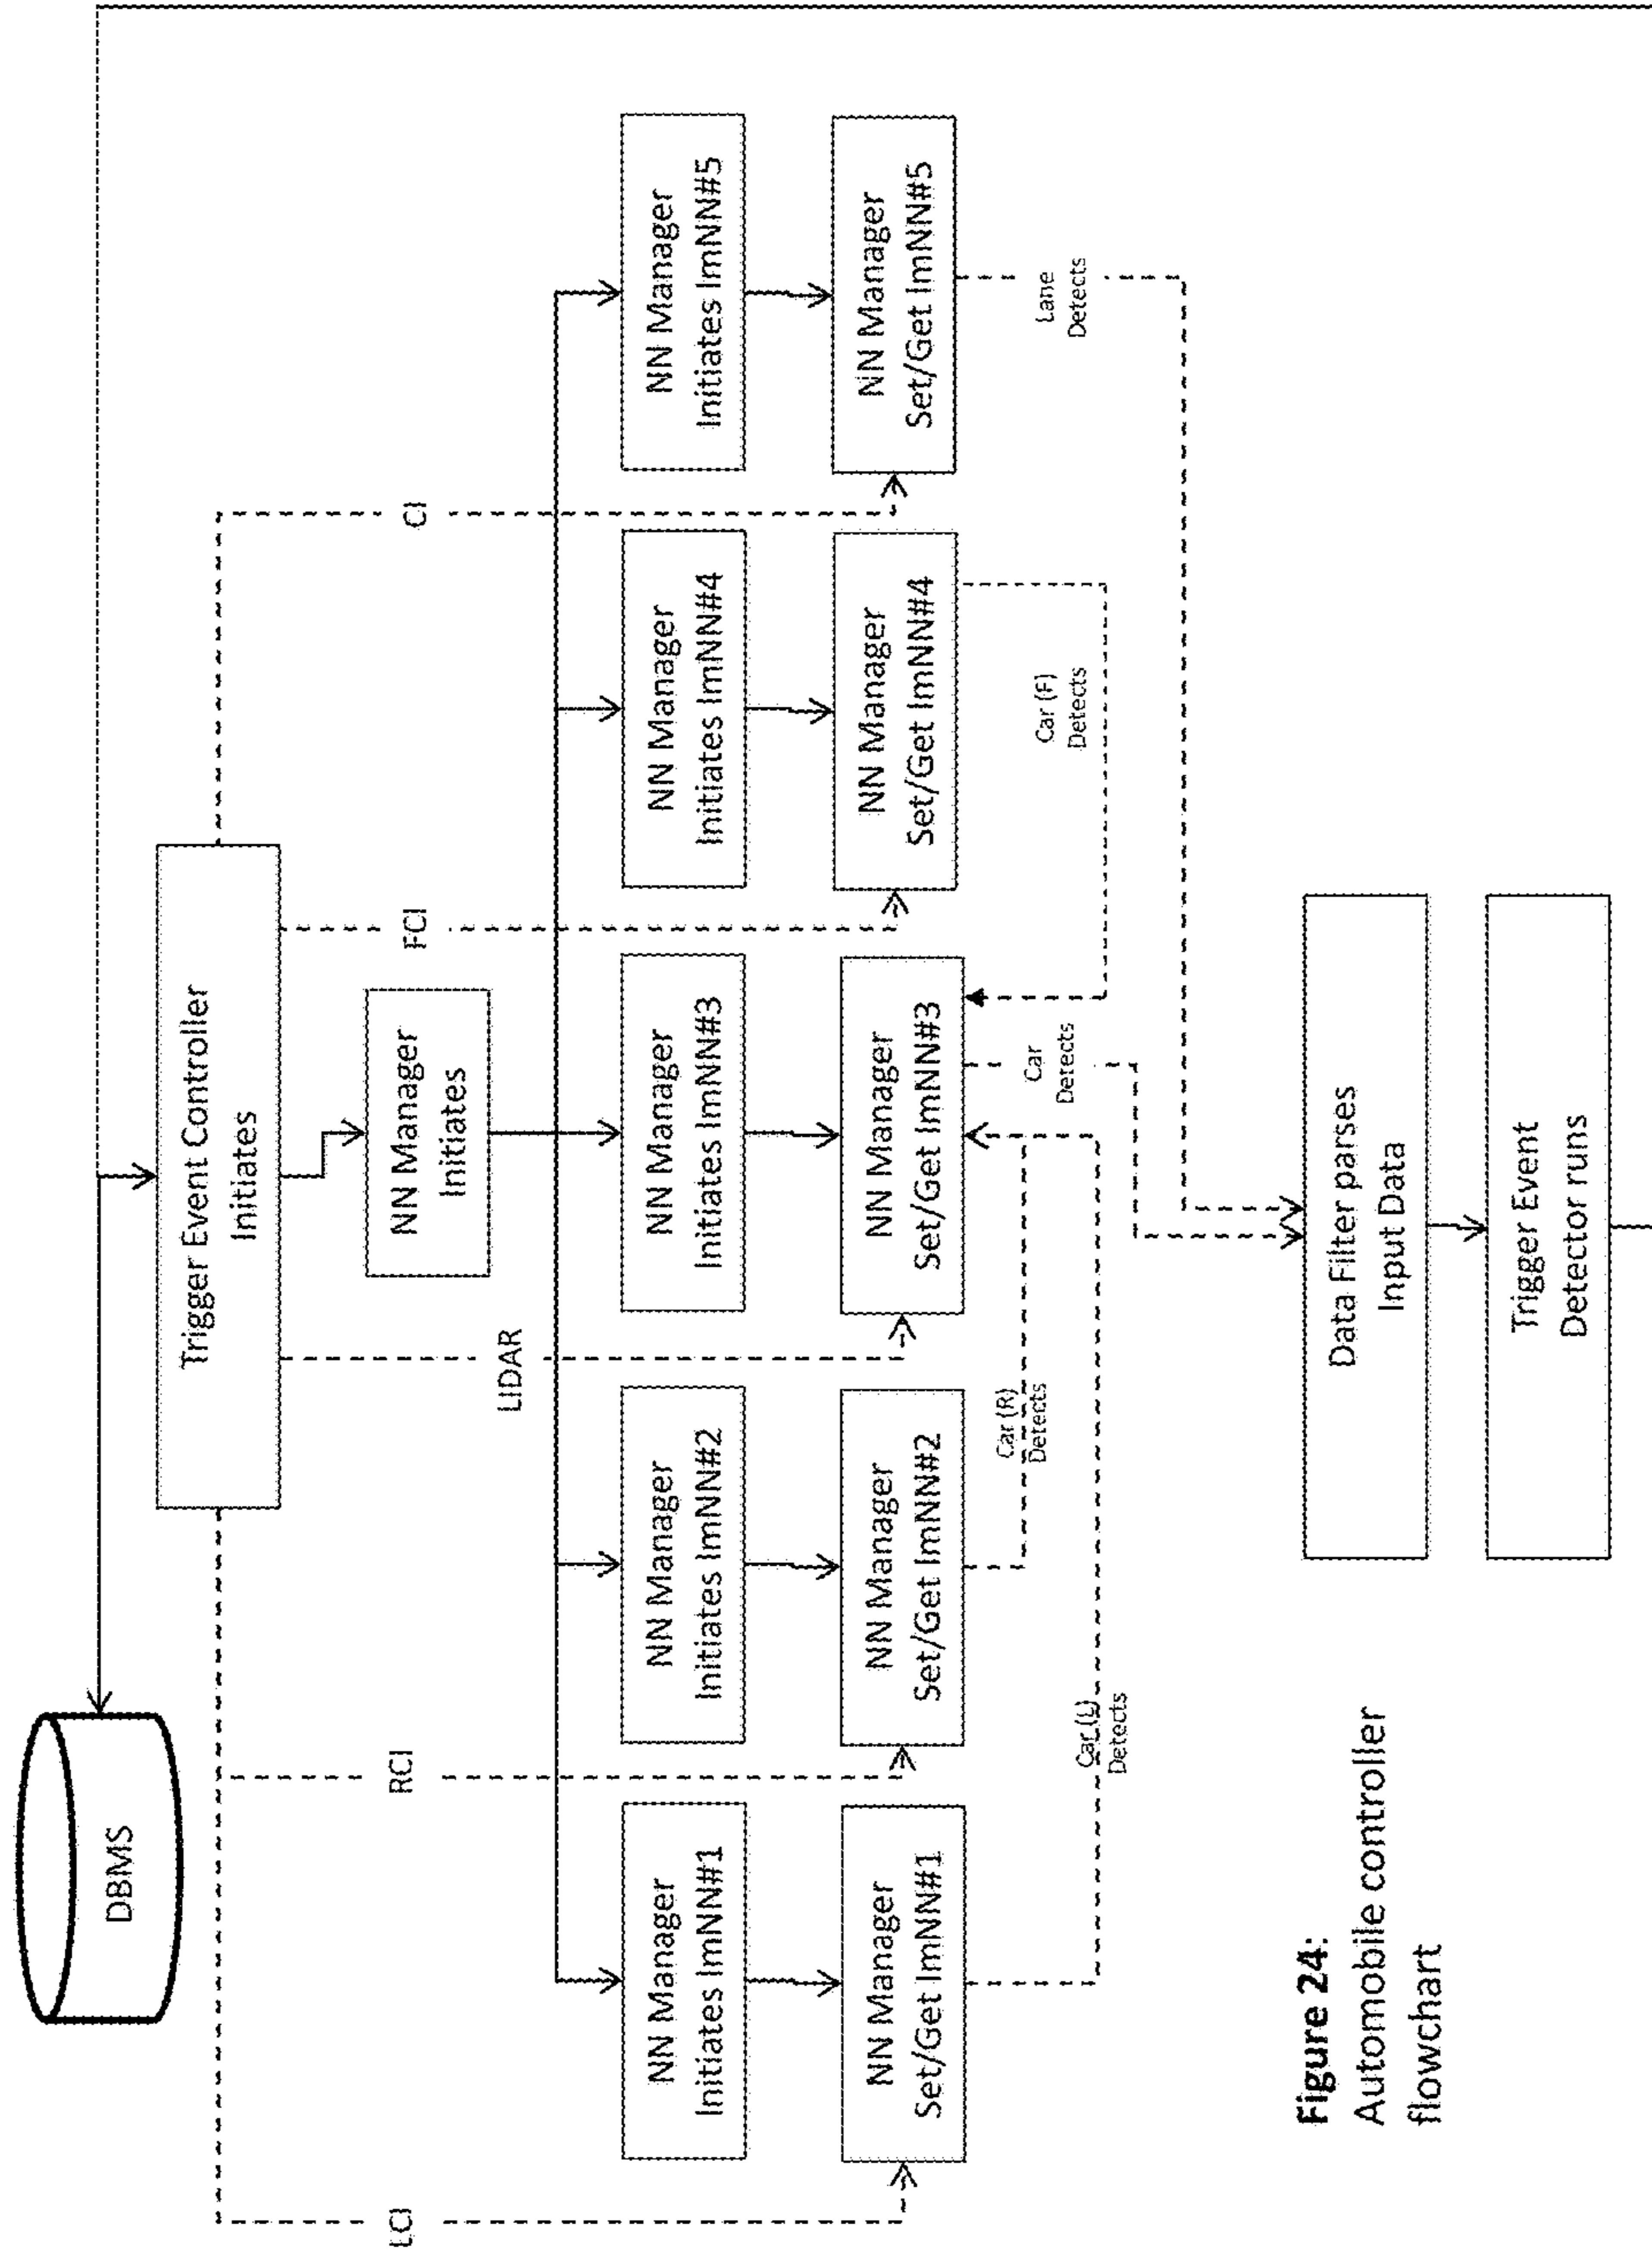 DBMS
Trigger Event Controller
Initiates
NN Manager
Initiates
LCI
RCI
LIDAR
FCI
CI
NN Manager
Initiates ImNN#1
NN Manager
Initiates ImNN#2
NN Manager
Initiates ImNN#3
NN Manager
Initiates ImNN#4
NN Manager
Initiates ImNN#5
NN Manager
Set/Get ImNN#1
NN Manager
Set/Get ImNN#2
NN Manager
Set/Get ImNN#3
NN Manager
Set/Get ImNN#4
NN Manager
Set/Get ImNN#5
Car (L)
Detects
Car (R)
Detects
Car
Detects
Car (F)
Detects
Lane
Detects
Data Filter parses
Input Data
Trigger Event
Detector runs
Figure 24:
Automobile controller
flowchart